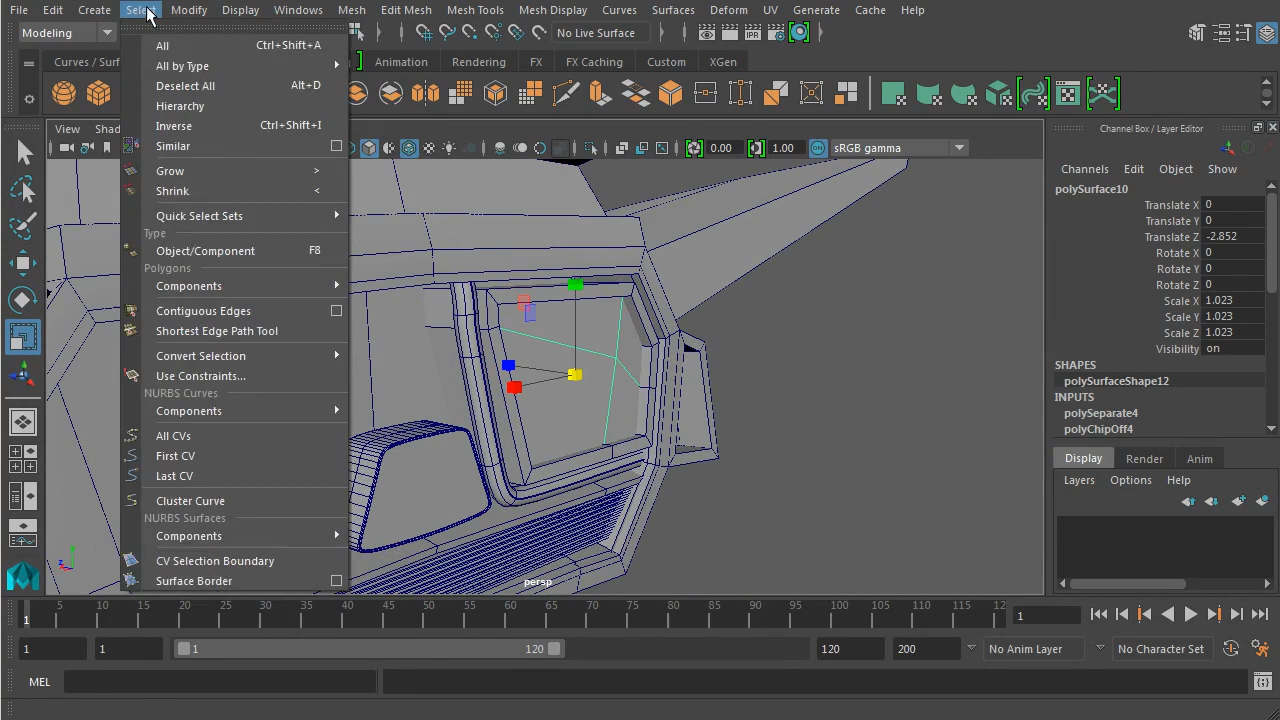 File Edit Create Select Modify Display Windows Mesh Edit Mesh Mesh Tools Mesh Display Curves Surfaces Deform UV Generate Cache Help
Modeling
No Live Surface
Curves / Surf
Animation Rendering FX FX Caching Custom XGen
All Ctrl+Shift+A
All by Type
Deselect All Alt+D
Hierarchy
Inverse Ctrl+Shift+I
Similar
Grow >
Shrink <
Quick Select Sets
Type
Object/Component F8
Polygons
Components
Contiguous Edges
Shortest Edge Path Tool
Convert Selection
Use Constraints...
NURBS Curves
Components
All CVs
First CV
Last CV
Cluster Curve
NURBS Surfaces
Components
CV Selection Boundary
Surface Border
View Shad
0.00 1.00 ON sRGB gamma
persp
Channel Box / Layer Editor
Channels Edit Object Show
polySurface10
Translate X 0
Translate Y 0
Translate Z -2.852
Rotate X 0
Rotate Y 0
Rotate Z 0
Scale X 1.023
Scale Y 1.023
Scale Z 1.023
Visibility on
SHAPES
polySurfaceShape12
INPUTS
polySeparate4
polyChipOff4
Display Render Anim
Layers Options Help
5 10 15 20 25 30 35 40 45 50 55 60 65 70 75 80 85 90 95 100 105 110 115 12
1
1
1 1 1 120 120 200 No Anim Layer No Character Set
MEL